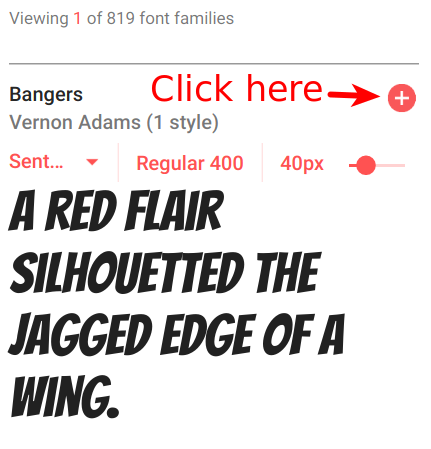 Viewing 1 of 819 font families
Click here
Bangers
Vernon Adams (1 style)
Sent... Regular 400 40px
A RED FLAIR
SILHOUETTED THE
JAGGED EDGE OF A
WING.